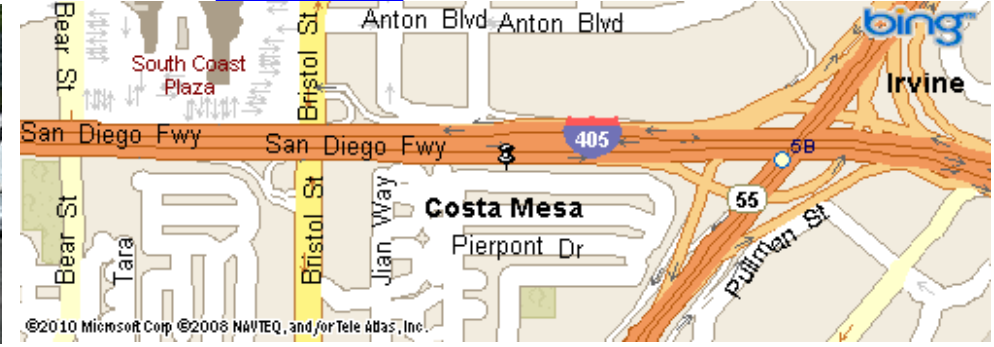 Bear St
South Coast
Plaza
Bristol St
Anton Blvd
Anton Blvd
bing™
Irvine
San Diego Fwy
San Diego Fwy
405
5B
55
Costa Mesa
Pierpont Dr
Bear St
Tara
Bristol St
Jian Way
Pullman St
©2010 Microsoft Corp ©2008 NAVTEQ, and/or Tele Atlas, Inc.